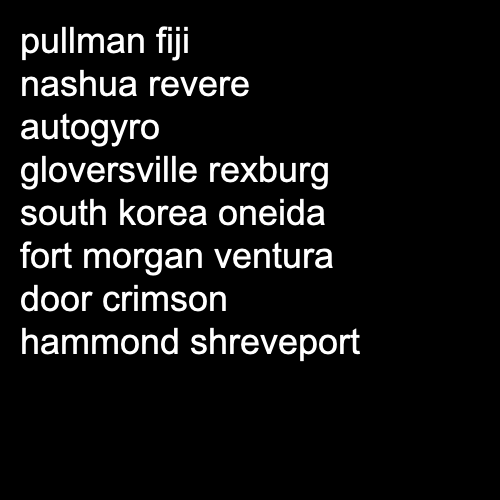 pullman fiji
nashua revere
autogyro
gloversville rexburg
south korea oneida
fort morgan ventura
door crimson
hammond shreveport